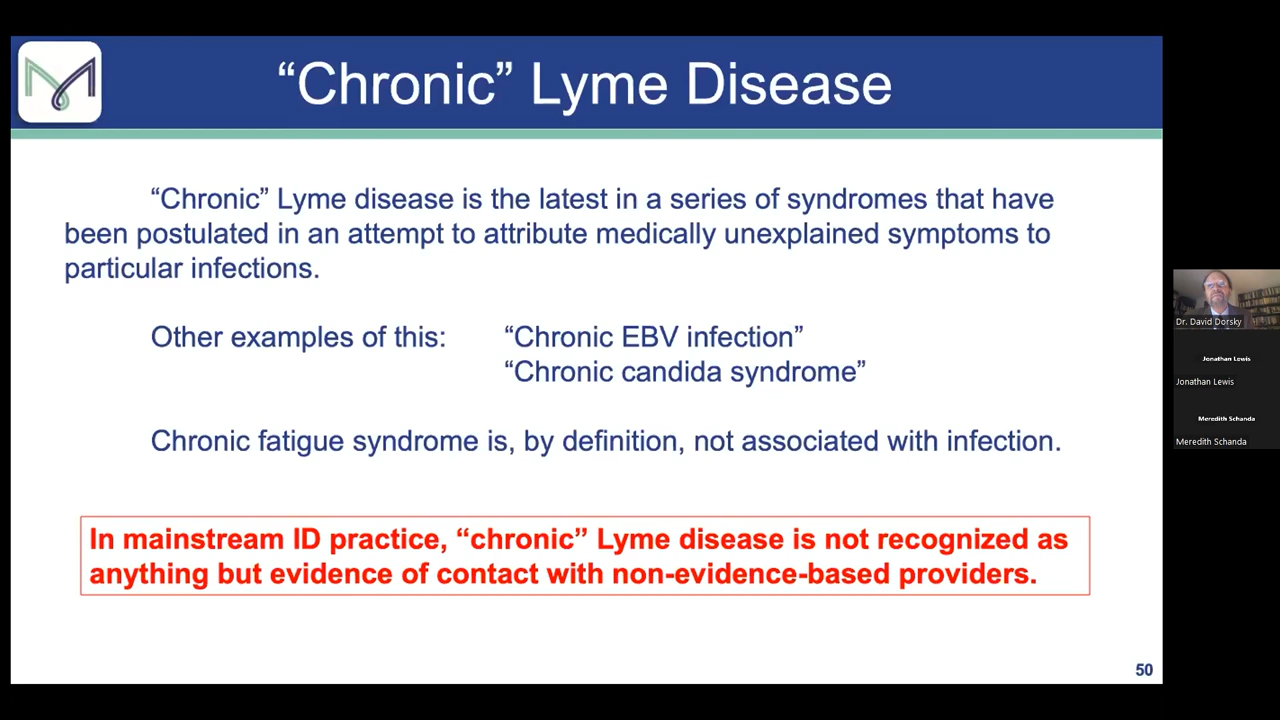 “Chronic” Lyme Disease
“Chronic” Lyme disease is the latest in a series of syndromes that have
been postulated in an attempt to attribute medically unexplained symptoms to
particular infections.
Other examples of this: “Chronic EBV infection”
“Chronic candida syndrome”
Chronic fatigue syndrome is, by definition, not associated with infection.
In mainstream ID practice, “chronic” Lyme disease is not recognized as
anything but evidence of contact with non-evidence-based providers.
50
Dr. David Dorsky
Jonathan Lewis
Jonathan Lewis
Meredith Schanda
Meredith Schanda